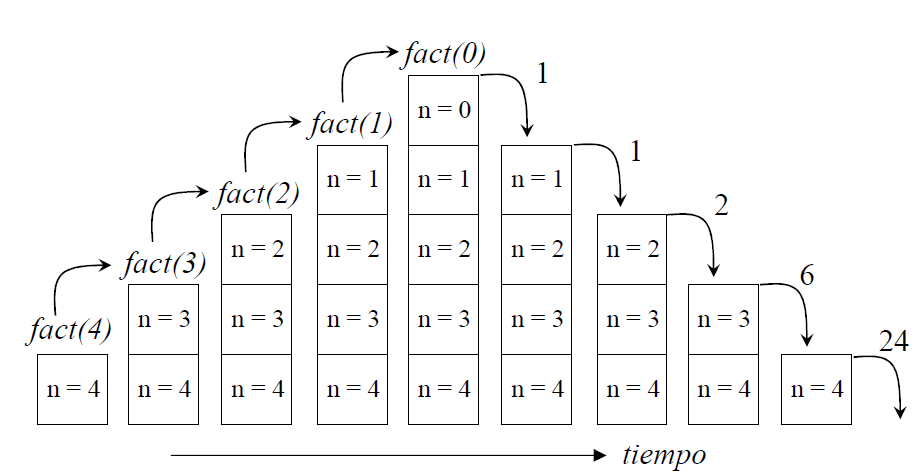 fact(0) 1
n = 0
fact(1) 1
n = 1 n = 1 n = 1
fact(2) 2
n = 2 n = 2 n = 2 n = 2 n = 2
fact(3) 6
n = 3 n = 3 n = 3 n = 3 n = 3 n = 3 n = 3
fact(4) 24
n = 4 n = 4 n = 4 n = 4 n = 4 n = 4 n = 4 n = 4 n = 4
tiempo